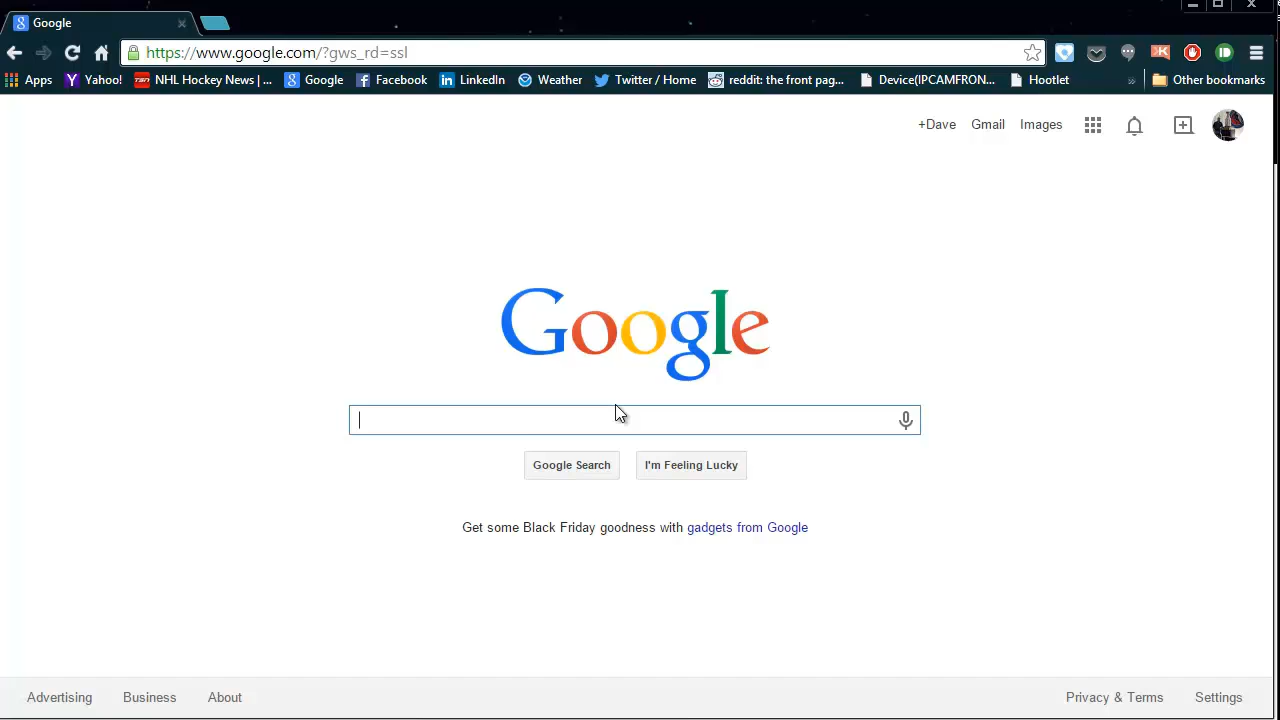 Google
https://www.google.com/?gws_rd=ssl
Apps Yahoo! NHL Hockey News | ... Google Facebook LinkedIn Weather Twitter / Home reddit: the front pag... Device(IPCAMFRON... Hootlet » Other bookmarks
+Dave Gmail Images
Google
Google Search I'm Feeling Lucky
Get some Black Friday goodness with gadgets from Google
Advertising Business About Privacy & Terms Settings